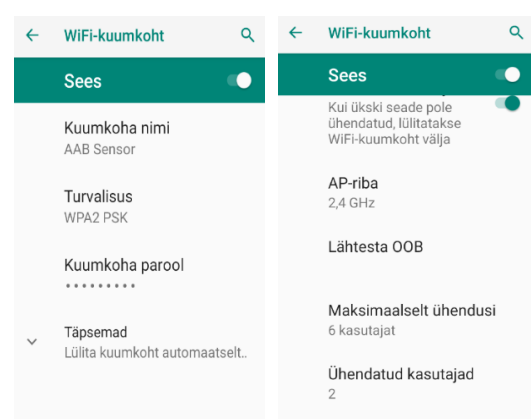 WiFi-kuumkoht
Sees
Kuumkoha nimi
AAB Sensor
Turvalisus
WPA2 PSK
Kuumkoha parool
•••••••••
Täpsemad
Lülita kuumkoht automaatselt..
WiFi-kuumkoht
Sees
Kui ükski seade pole
ühendatud, lülitatakse
WiFi-kuumkoht välja
AP-riba
2,4 GHz
Lähtesta OOB
Maksimaalselt ühendusi
6 kasutajat
Ühendatud kasutajad
2